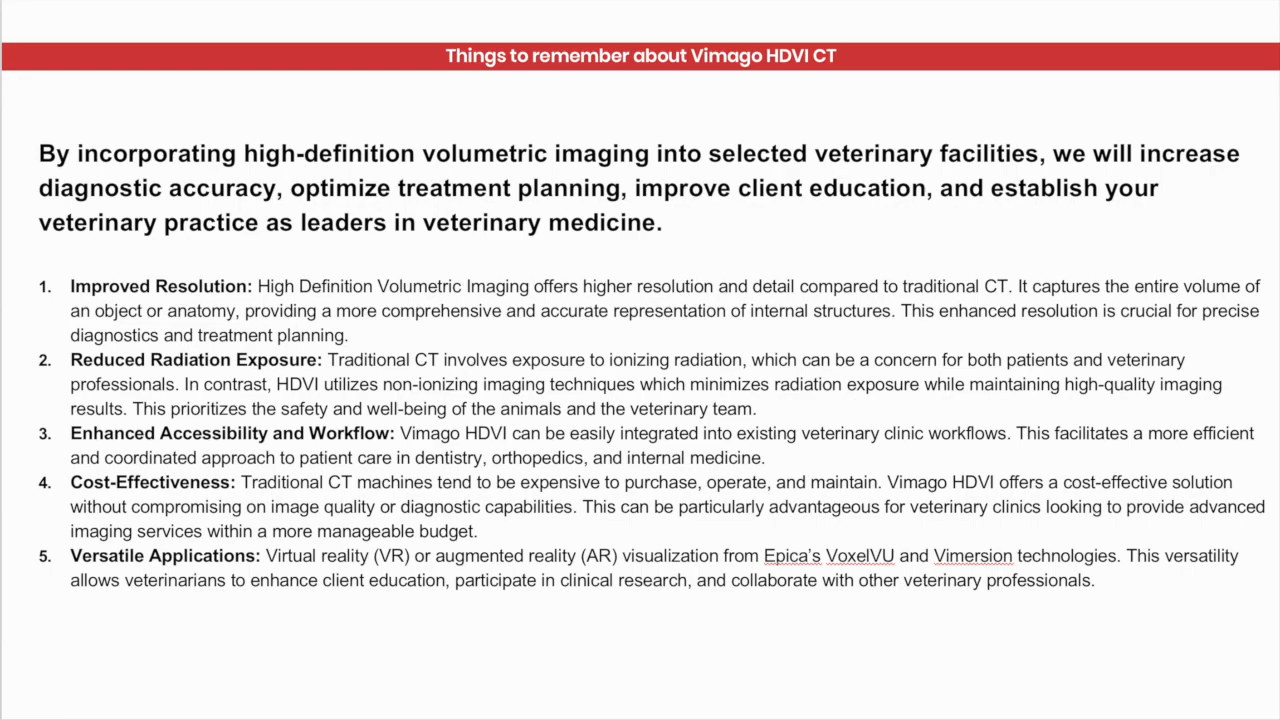 Things to remember about Vimago HDVI CT
By incorporating high-definition volumetric imaging into selected veterinary facilities, we will increase
diagnostic accuracy, optimize treatment planning, improve client education, and establish your
veterinary practice as leaders in veterinary medicine.
1. Improved Resolution: High Definition Volumetric Imaging offers higher resolution and detail compared to traditional CT. It captures the entire volume of
an object or anatomy, providing a more comprehensive and accurate representation of internal structures. This enhanced resolution is crucial for precise
diagnostics and treatment planning.
2. Reduced Radiation Exposure: Traditional CT involves exposure to ionizing radiation, which can be a concern for both patients and veterinary
professionals. In contrast, HDVI utilizes non-ionizing imaging techniques which minimizes radiation exposure while maintaining high-quality imaging
results. This prioritizes the safety and well-being of the animals and the veterinary team.
3. Enhanced Accessibility and Workflow: Vimago HDVI can be easily integrated into existing veterinary clinic workflows. This facilitates a more efficient
and coordinated approach to patient care in dentistry, orthopedics, and internal medicine.
4. Cost-Effectiveness: Traditional CT machines tend to be expensive to purchase, operate, and maintain. Vimago HDVI offers a cost-effective solution
without compromising on image quality or diagnostic capabilities. This can be particularly advantageous for veterinary clinics looking to provide advanced
imaging services within a more manageable budget.
5. Versatile Applications: Virtual reality (VR) or augmented reality (AR) visualization from Epica’s VoxelVU and Vimersion technologies. This versatility
allows veterinarians to enhance client education, participate in clinical research, and collaborate with other veterinary professionals.